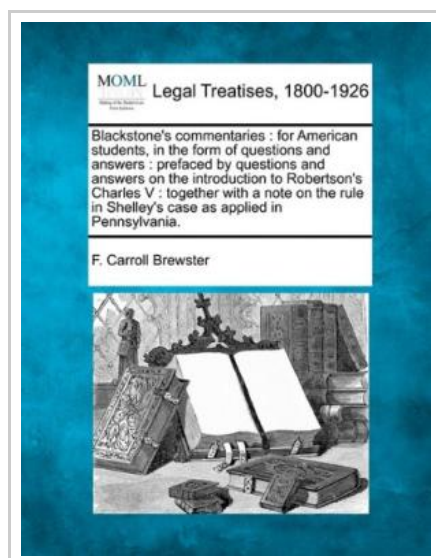 MOML
Legal Treatises, 1800-1926
Blackstone's commentaries : for American
students, in the form of questions and
answers : prefaced by questions and
answers on the introduction to Robertson's
Charles V : together with a note on the rule
in Shelley's case as applied in
Pennsylvania.
F. Carroll Brewster